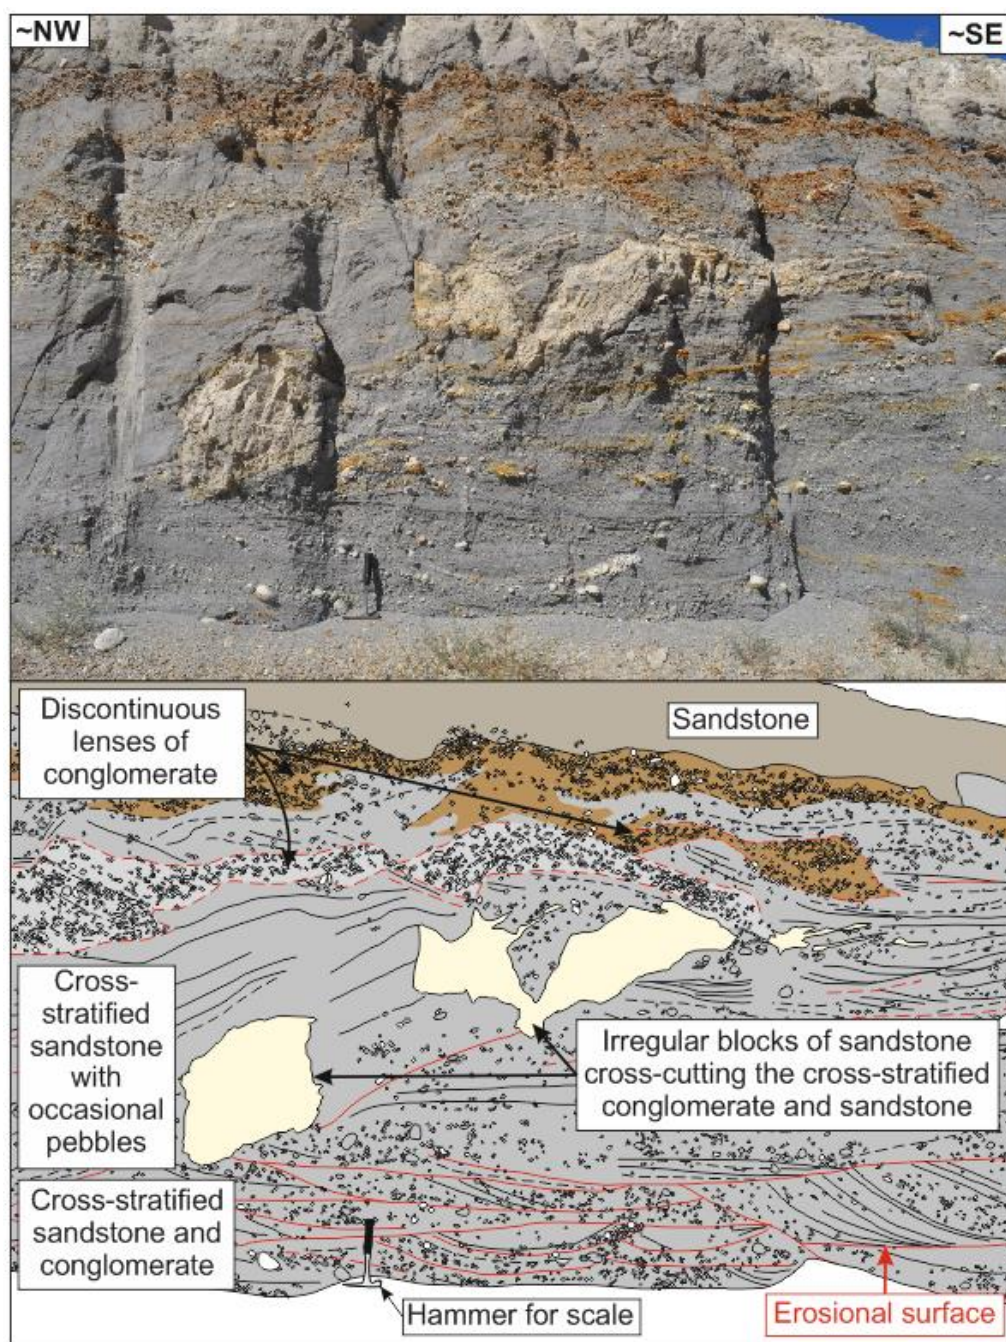 ~NW
~SE
Discontinuous
lenses of
conglomerate
Sandstone
Cross-
stratified
sandstone
with
occasional
pebbles
Irregular blocks of sandstone
cross-cutting the cross-stratified
conglomerate and sandstone
Cross-stratified
sandstone and
conglomerate
Hammer for scale
Erosional surface